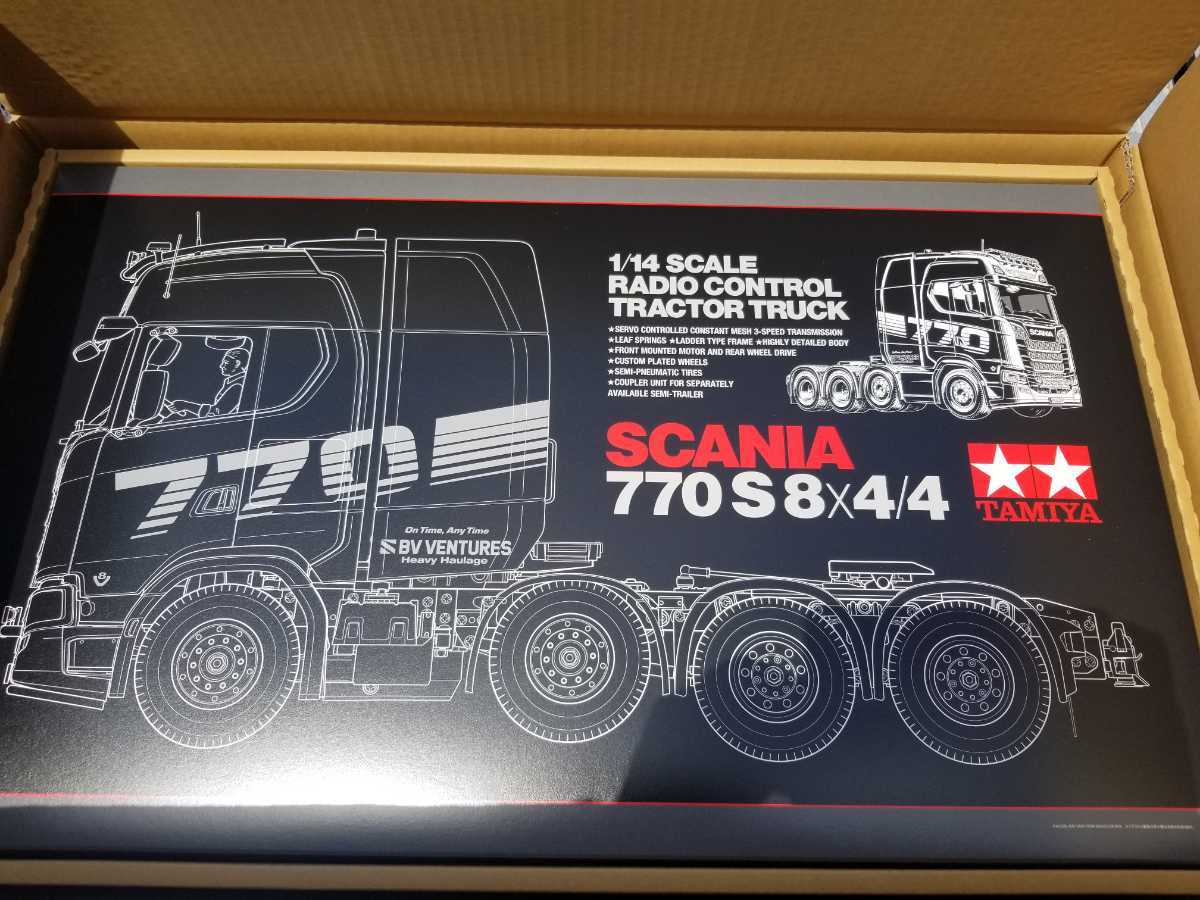 1/14 SCALE
RADIO CONTROL
TRACTOR TRUCK
★SERVO CONTROLLED CONSTANT MESH 3-SPEED TRANSMISSION
★LEAF SPRINGS ★LADDER TYPE FRAME ★HIGHLY DETAILED BODY
★FRONT MOUNTED MOTOR AND REAR WHEEL DRIVE
★CUSTOM PLATED WHEELS
★SEMI-PNEUMATIC TIRES
★COUPLER UNIT FOR SEPARATELY
AVAILABLE SEMI-TRAILER
SCANIA
770
SCANIA
770 S 8×4/4
TAMIYA
770
On Time, Any Time
BV VENTURES
Heavy Haulage